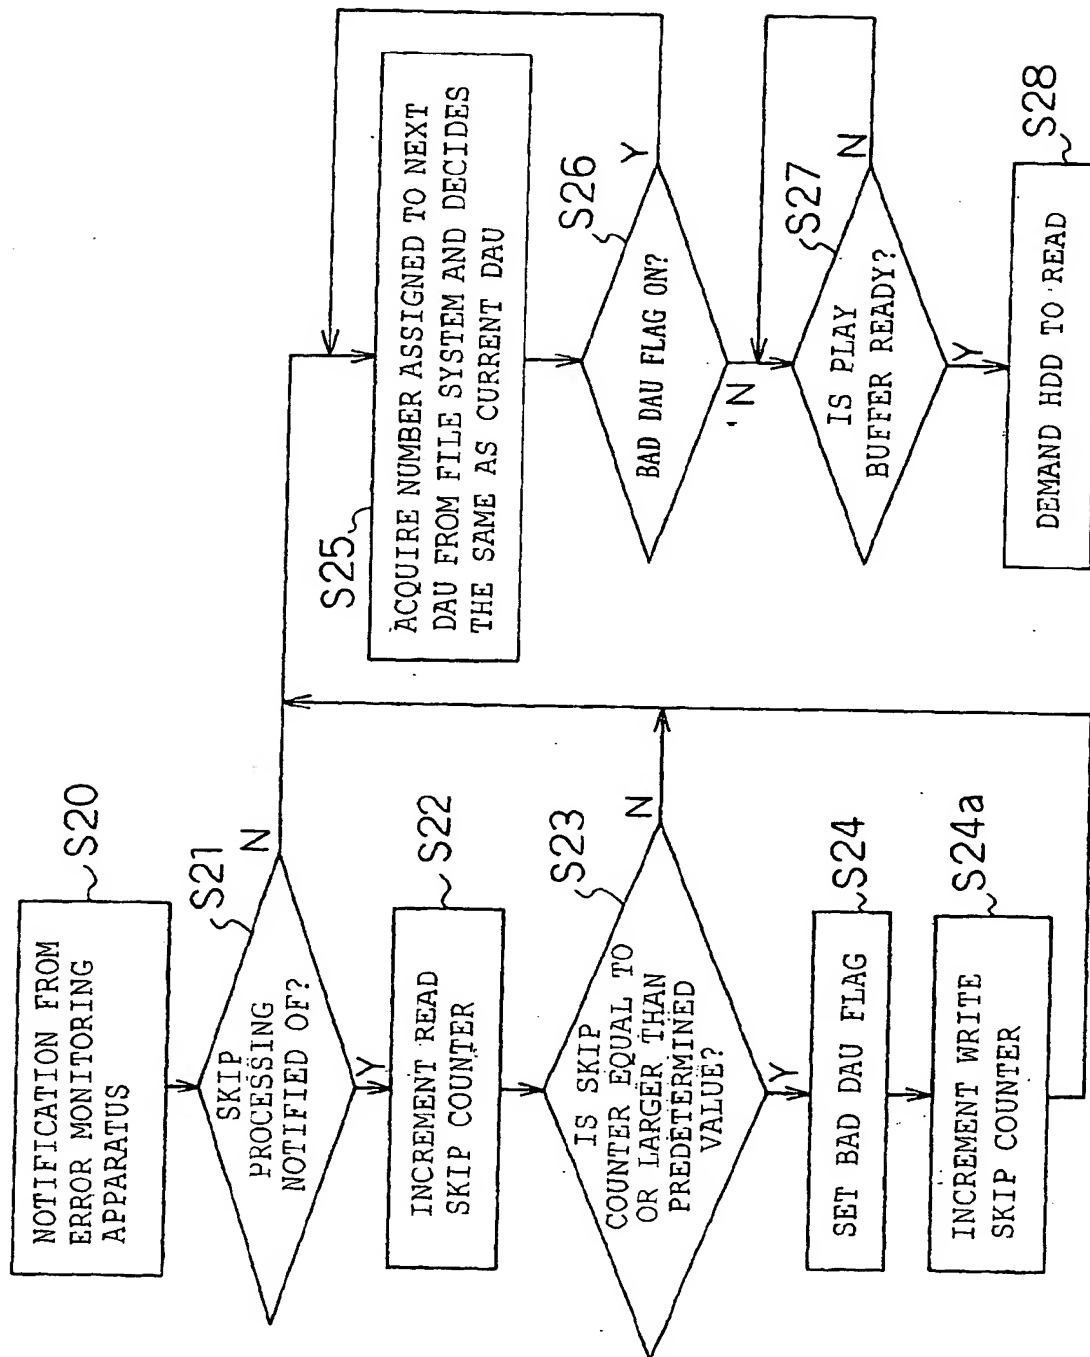 NOTIFICATION FROM
ERROR MONITORING
APPARATUS
S20
SKIP
PROCESSING
NOTIFIED OF?
S21
N
Y
INCREMENT READ
SKIP COUNTER
S22
IS SKIP
COUNTER EQUAL TO
OR LARGER THAN
PREDETERMINED
VALUE?
S23
N
Y
SET BAD DAU FLAG
S24
INCREMENT WRITE
SKIP COUNTER
S24a
S25
ACQUIRE NUMBER ASSIGNED TO NEXT
DAU FROM FILE SYSTEM AND DECIDES
THE SAME AS CURRENT DAU
BAD DAU FLAG ON?
S26
Y
N
IS PLAY
BUFFER READY?
S27
N
Y
DEMAND HDD TO READ
S28